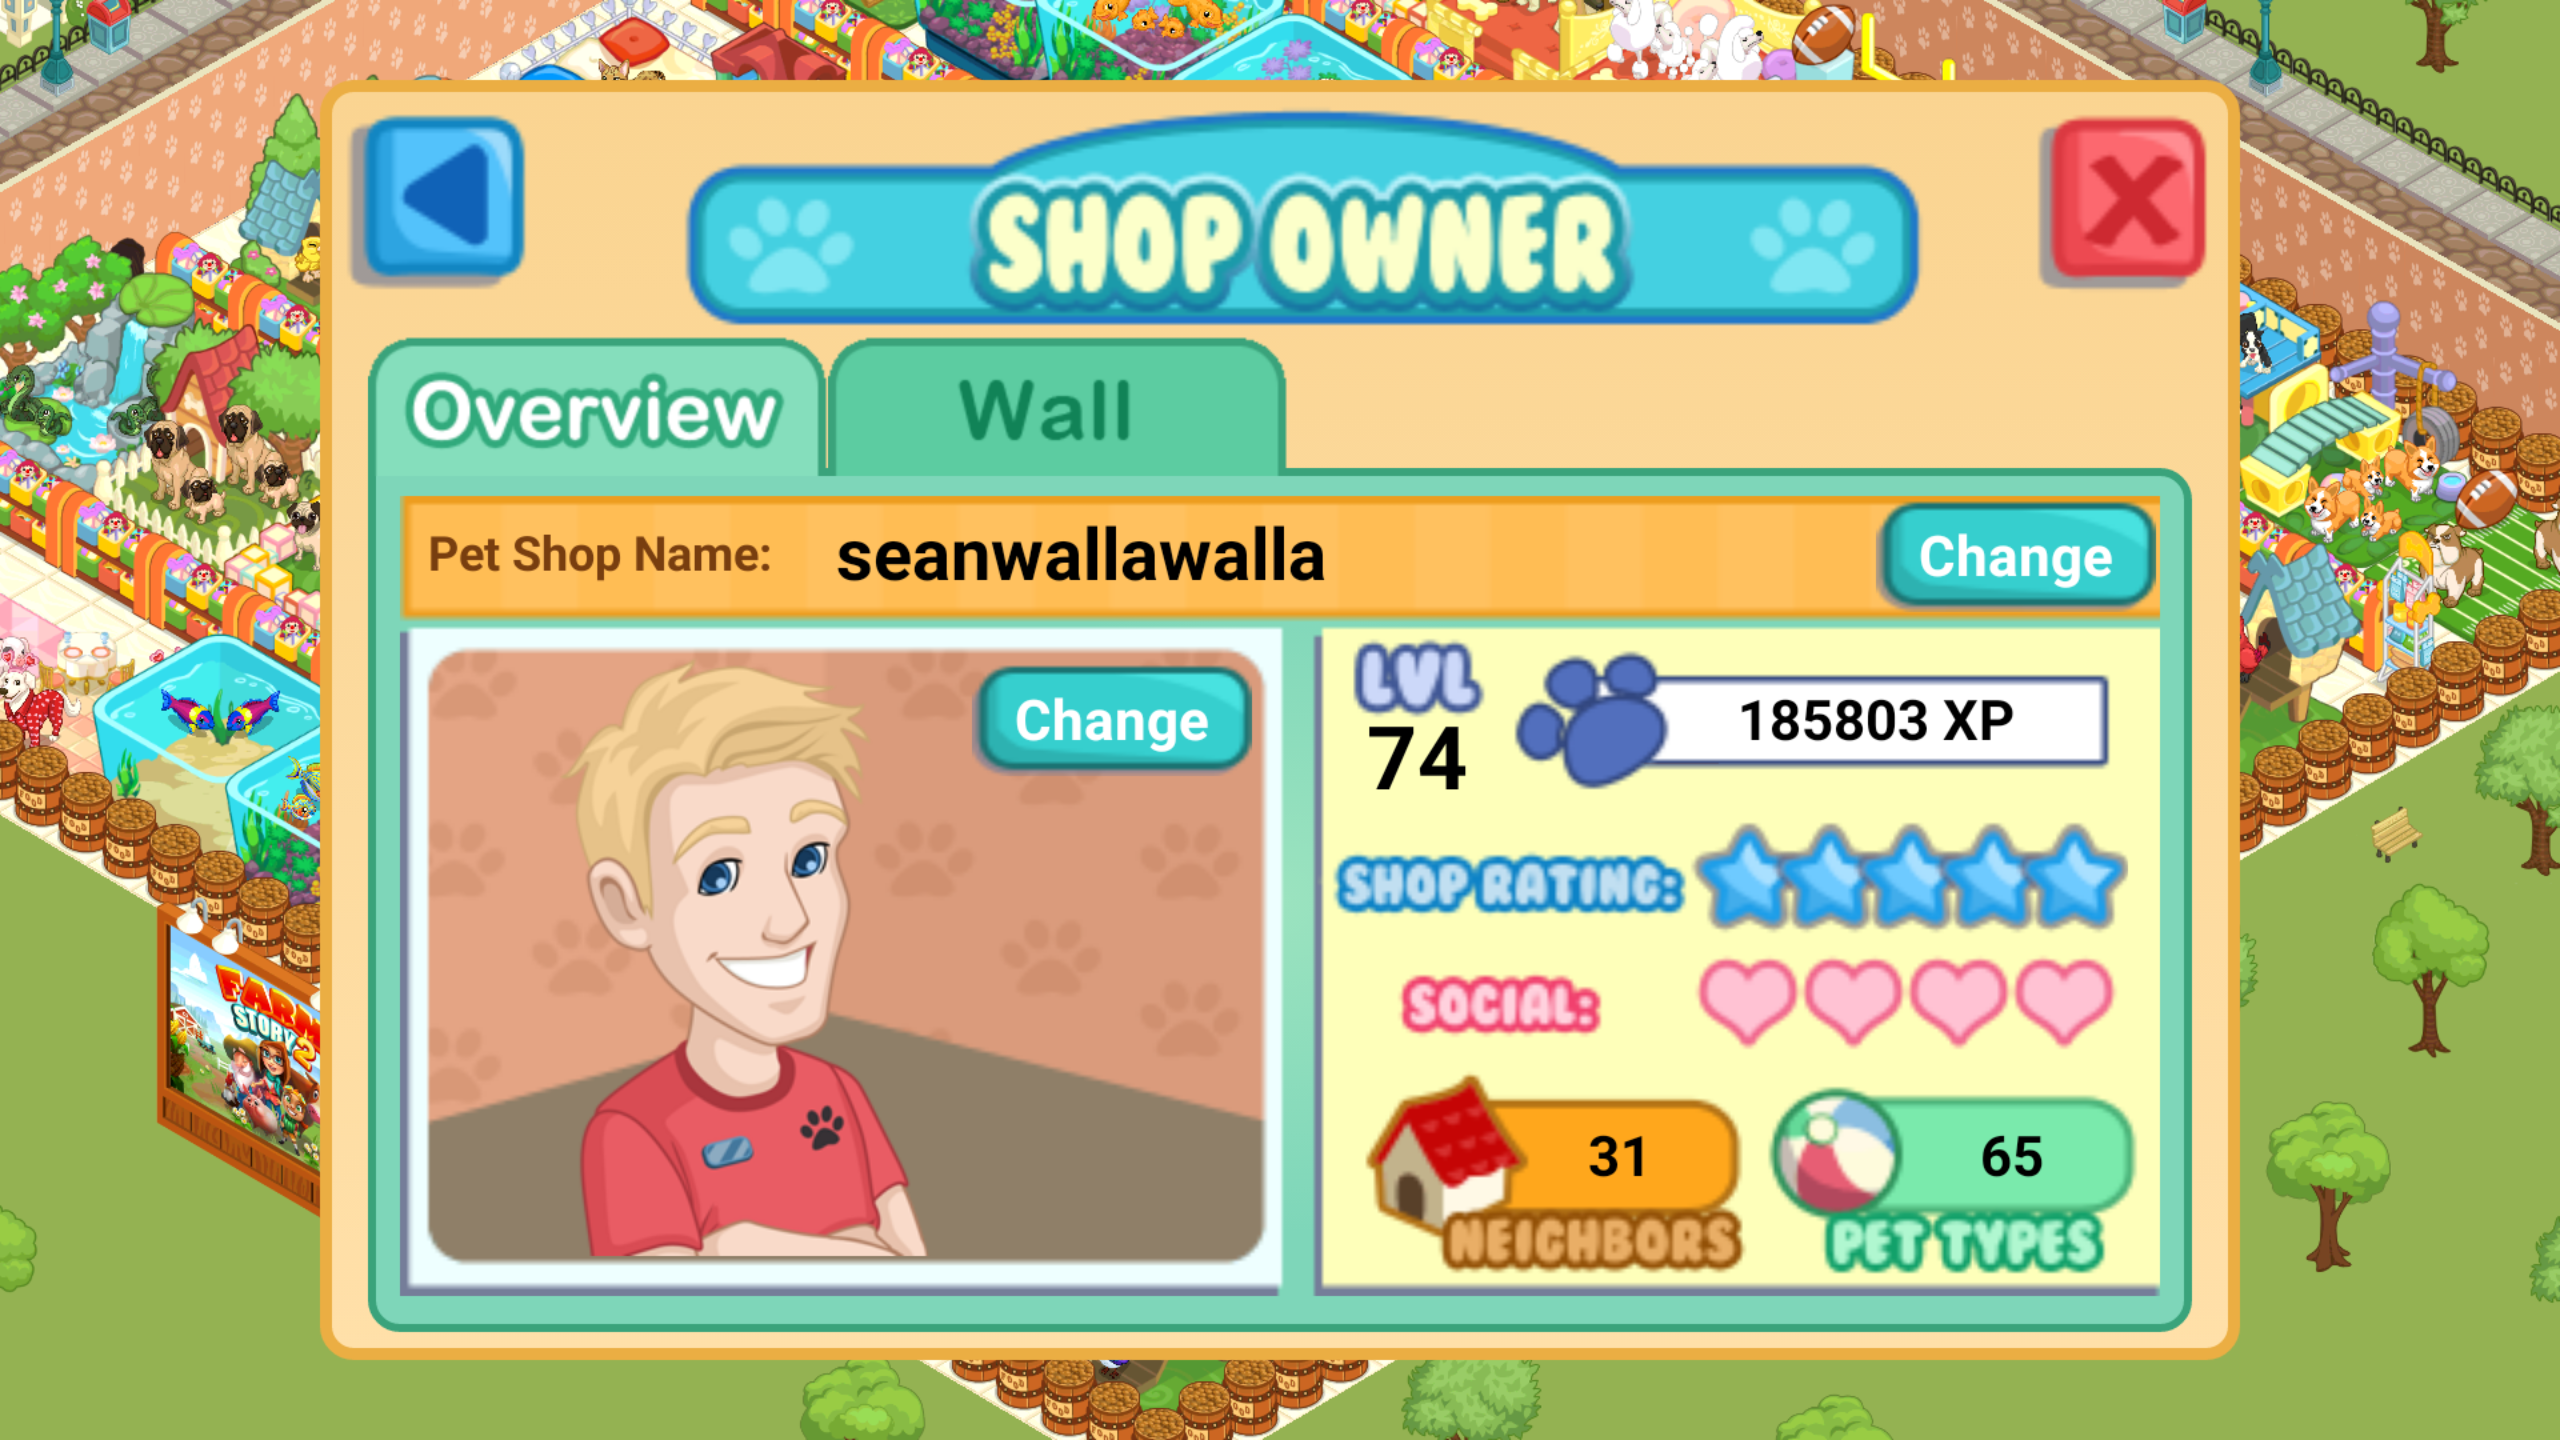 SHOP OWNER
Overview
Wall
Pet Shop Name: seanwallawalla
Change
Change
LVL
74
185803 XP
SHOP RATING:
SOCIAL:
31
NEIGHBORS
65
PET TYPES
FARM
STORY 2